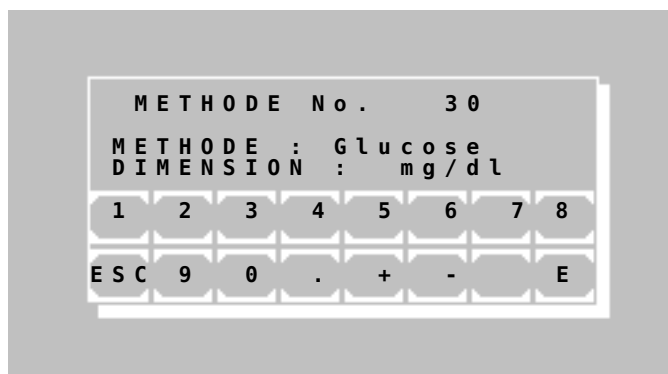 METHODE No. 30
METHODE : Glucose
DIMENSION : mg/dl
1 2 3 4 5 6 7 8
ESC 9 0 . + - E